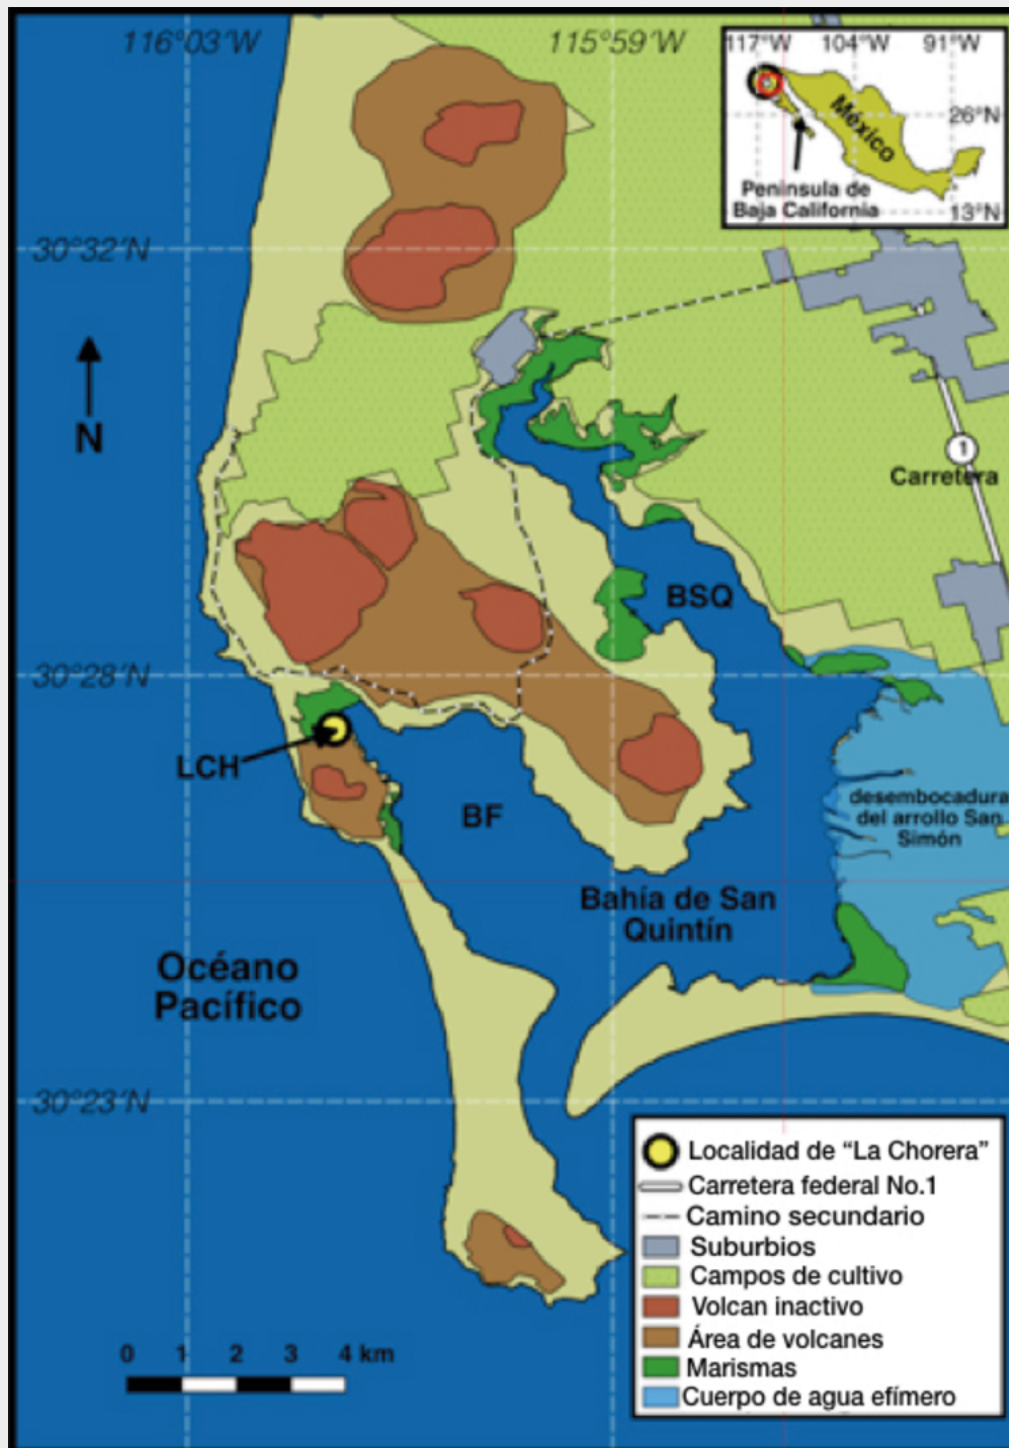 116°03'W
115°59'W
117°W
104°W
91°W
México
26°N
Península de
Baja California
13°N
30°32'N
N
1
Carretera
BSQ
30°28'N
LCH
BF
desembocadura
del arrollo San
Simón
Bahía de San
Quintín
Océano
Pacífico
30°23'N
Localidad de “La Chorera”
Carretera federal No.1
Camino secundario
Suburbios
Campos de cultivo
Volcan inactivo
Área de volcanes
Marismas
Cuerpo de agua efímero
0 1 2 3 4 km